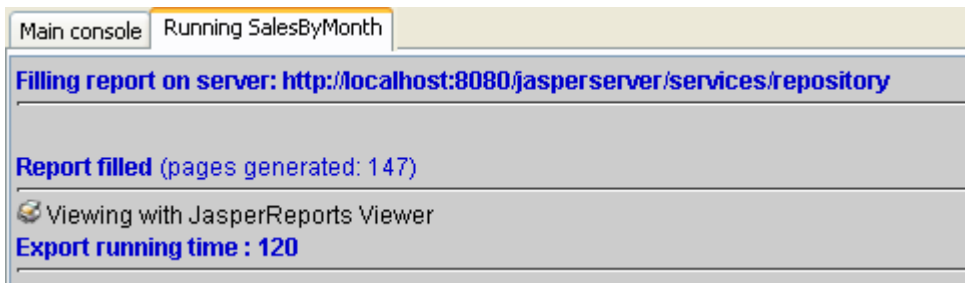 Main console Running SalesByMonth
Filling report on server: http://localhost:8080/jasperserver/services/repository
Report filled (pages generated: 147)
Viewing with JasperReports Viewer
Export running time : 120